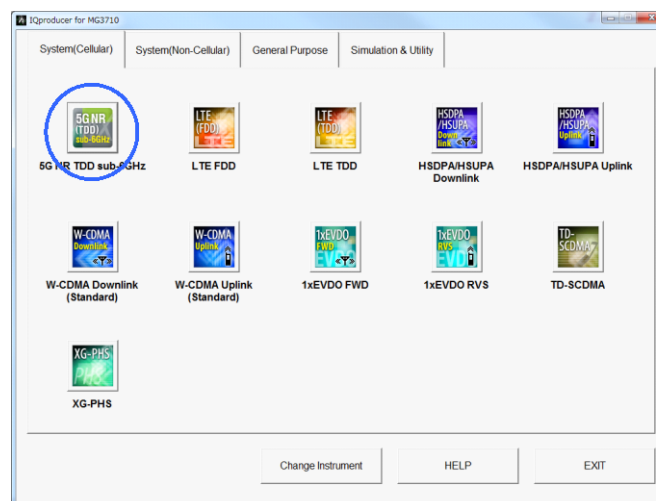 IQproducer for MG3710
System(Cellular) System(Non-Cellular) General Purpose Simulation & Utility
5G NR (TDD) sub-6GHz
LTE (FDD)
LTE (TDD)
HSDPA /HSUPA Down link
HSDPA /HSUPA Uplink
5G NR TDD sub-6GHz LTE FDD LTE TDD HSDPA/HSUPA Downlink HSDPA/HSUPA Uplink
W-CDMA Downlink
W-CDMA Uplink
1xEVDO FWD
1xEVDO RVS
TD-SCDMA
W-CDMA Downlink (Standard) W-CDMA Uplink (Standard) 1xEVDO FWD 1xEVDO RVS TD-SCDMA
XG-PHS
XG-PHS
Change Instrument HELP EXIT